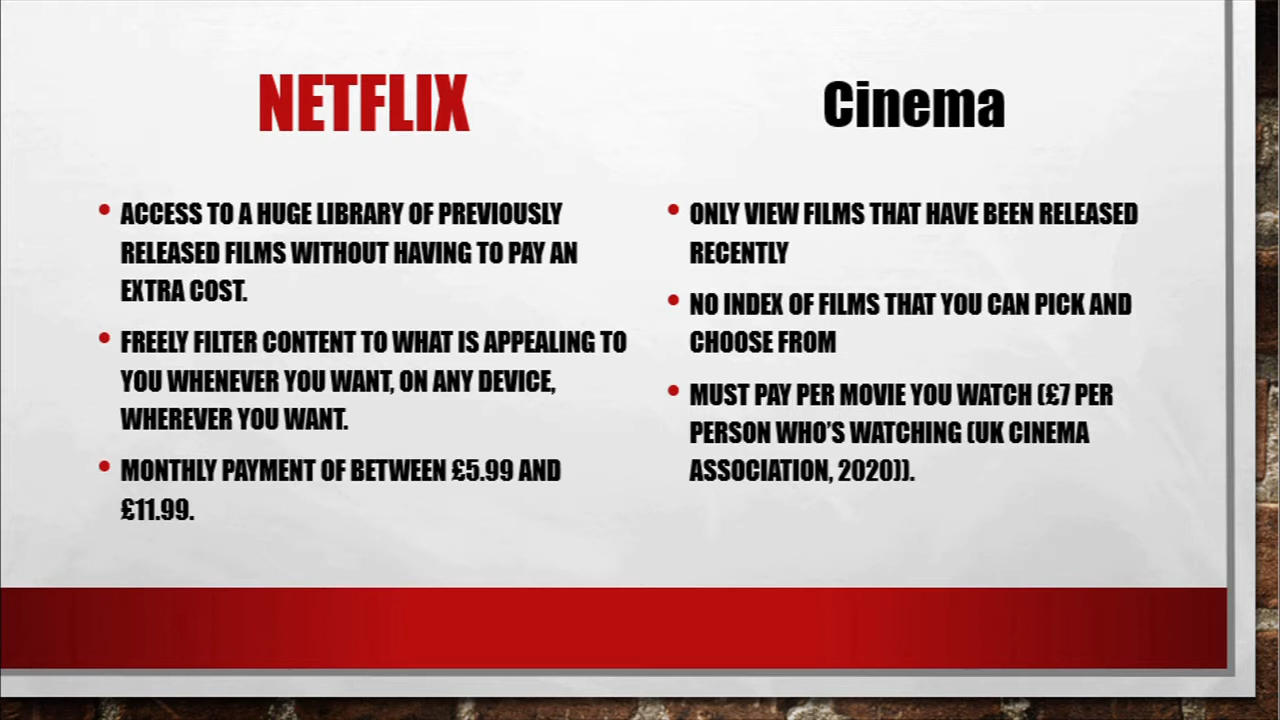 NETFLIX
ACCESS TO A HUGE LIBRARY OF PREVIOUSLY
RELEASED FILMS WITHOUT HAVING TO PAY AN
EXTRA COST.
FREELY FILTER CONTENT TO WHAT IS APPEALING TO
YOU WHENEVER YOU WANT, ON ANY DEVICE,
WHEREVER YOU WANT.
MONTHLY PAYMENT OF BETWEEN £5.99 AND
£11.99.
Cinema
ONLY VIEW FILMS THAT HAVE BEEN RELEASED
RECENTLY
NO INDEX OF FILMS THAT YOU CAN PICK AND
CHOOSE FROM
MUST PAY PER MOVIE YOU WATCH (£7 PER
PERSON WHO'S WATCHING (UK CINEMA
ASSOCIATION, 2020)).